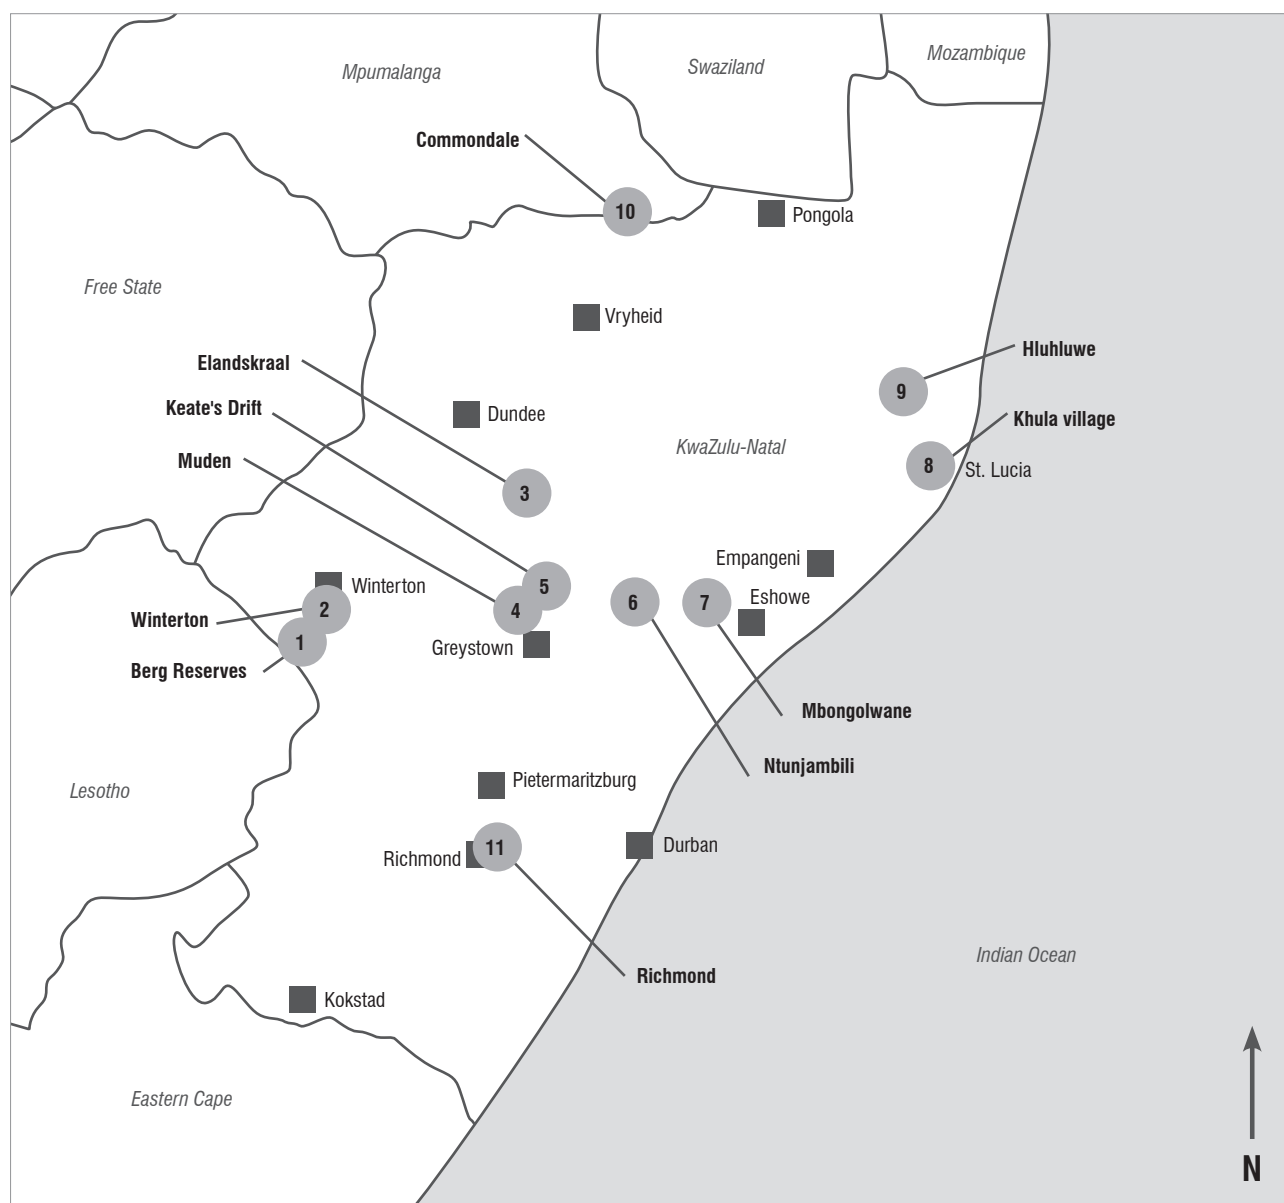 Mpumalanga
Swaziland
Mozambique
Commondale
10
Pongola
Free State
Vryheid
Elandskraal
Hluhluwe
9
Keate's Drift
Dundee
Khula village
KwaZulu-Natal
Muden
8
St. Lucia
3
Empangeni
Winterton
5
Eshowe
2
4
6
7
Winterton
1
Greystown
Berg Reserves
Mbongolwane
Ntunjambili
Lesotho
Pietermaritzburg
Richmond
11
Durban
Indian Ocean
Richmond
Kokstad
Eastern Cape
N